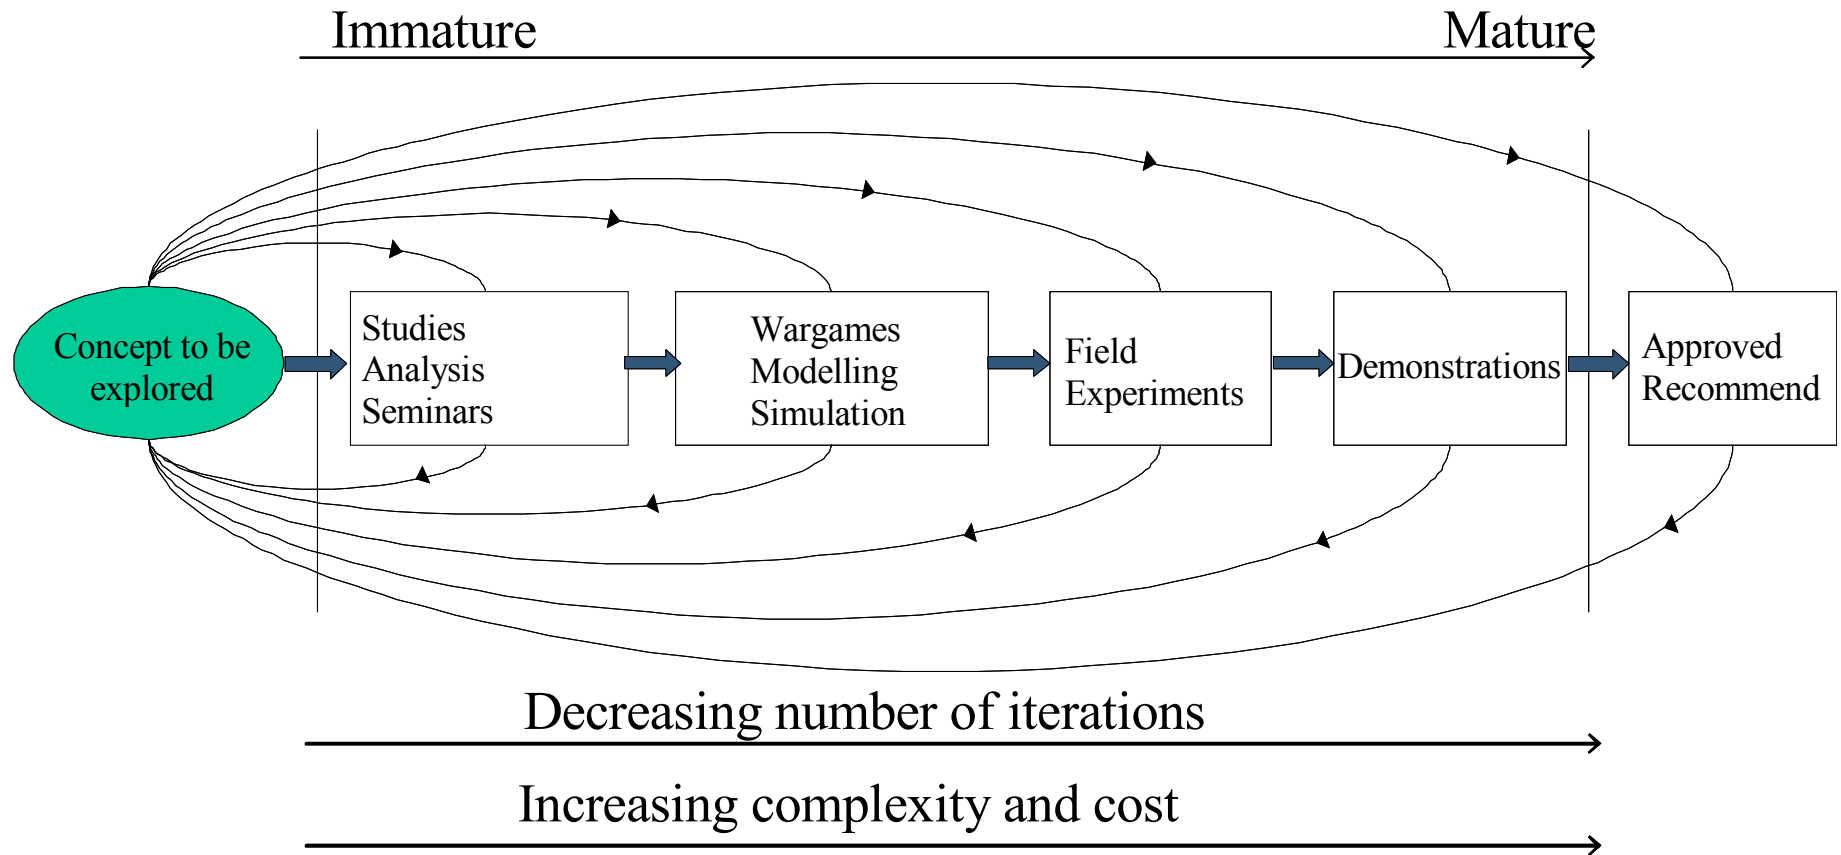 Immature
Mature
Concept to be
explored
Studies
Analysis
Seminars
Wargames
Modelling
Simulation
Field
Experiments
Demonstrations
Approved
Recommend
Decreasing number of iterations
Increasing complexity and cost